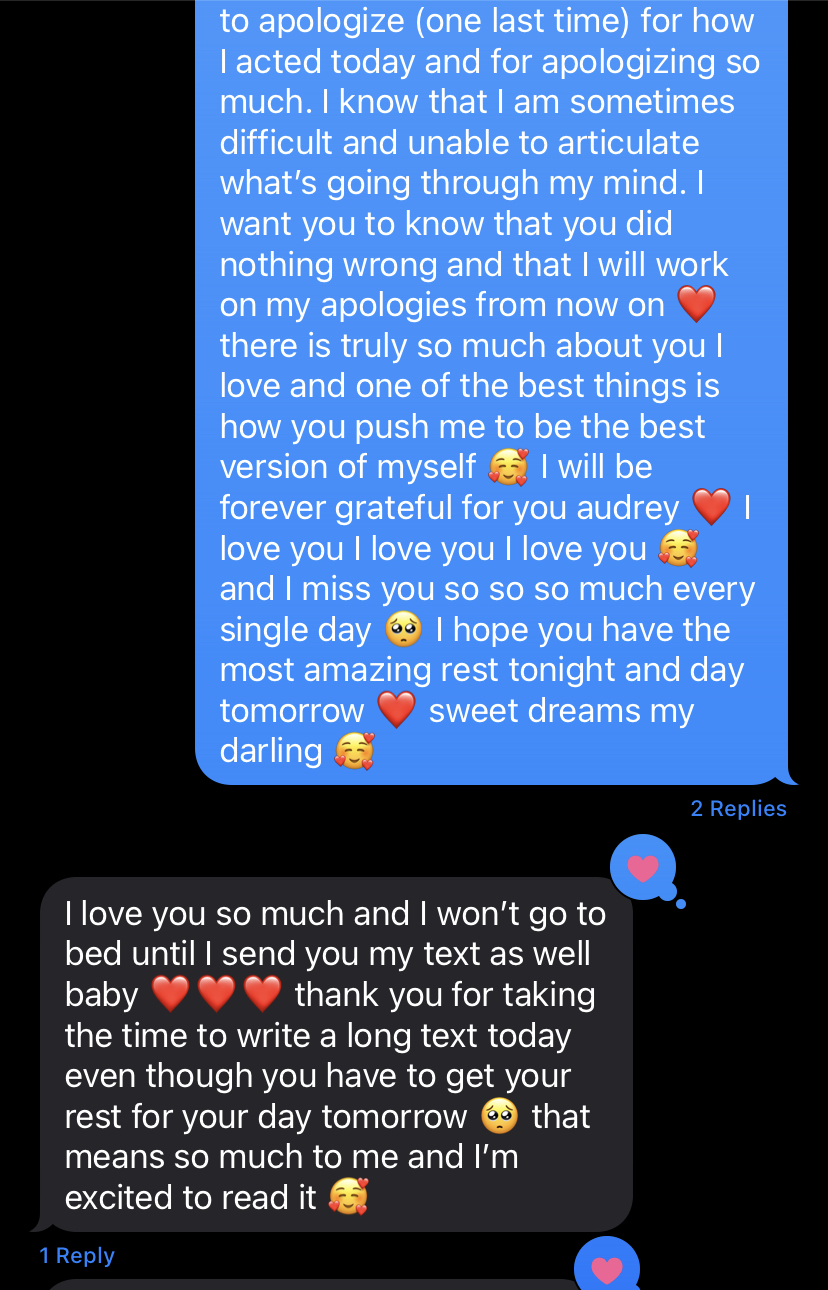 to apologize (one last time) for how
I acted today and for apologizing so
much. I know that I am sometimes
difficult and unable to articulate
what’s going through my mind. I
want you to know that you did
nothing wrong and that I will work
on my apologies from now on ❤️
there is truly so much about you I
love and one of the best things is
how you push me to be the best
version of myself 🥰 I will be
forever grateful for you audrey ❤️ I
love you I love you I love you 🥰
and I miss you so so so much every
single day 🥺 I hope you have the
most amazing rest tonight and day
tomorrow ❤️ sweet dreams my
darling 🥰
2 Replies
I love you so much and I won’t go to
bed until I send you my text as well
baby ❤️❤️❤️ thank you for taking
the time to write a long text today
even though you have to get your
rest for your day tomorrow 🥺 that
means so much to me and I’m
excited to read it 🥰
1 Reply